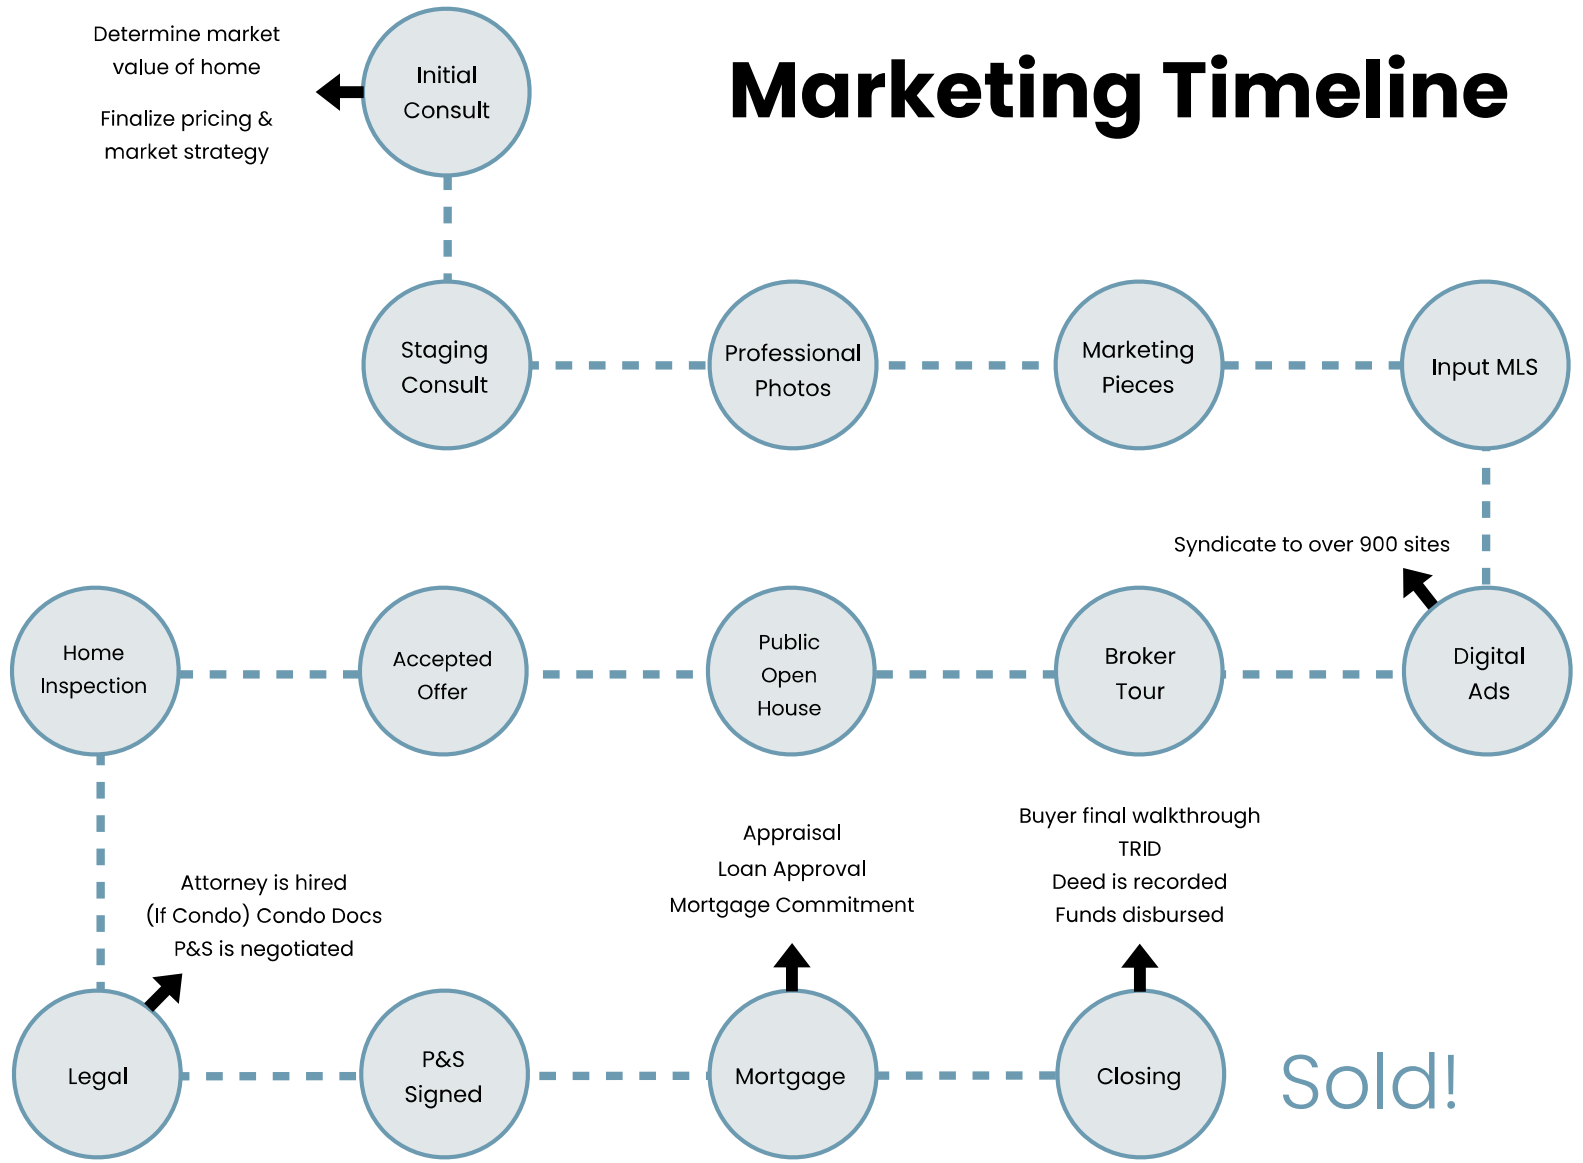 Marketing Timeline
Determine market
value of home
Finalize pricing &
market strategy
Initial
Consult
Staging
Consult
Professional
Photos
Marketing
Pieces
Input MLS
Syndicate to over 900 sites
Digital
Ads
Broker
Tour
Public
Open
House
Accepted
Offer
Home
Inspection
Attorney is hired
(If Condo) Condo Docs
P&S is negotiated
Legal
P&S
Signed
Appraisal
Loan Approval
Mortgage Commitment
Mortgage
Buyer final walkthrough
TRID
Deed is recorded
Funds disbursed
Closing
Sold!